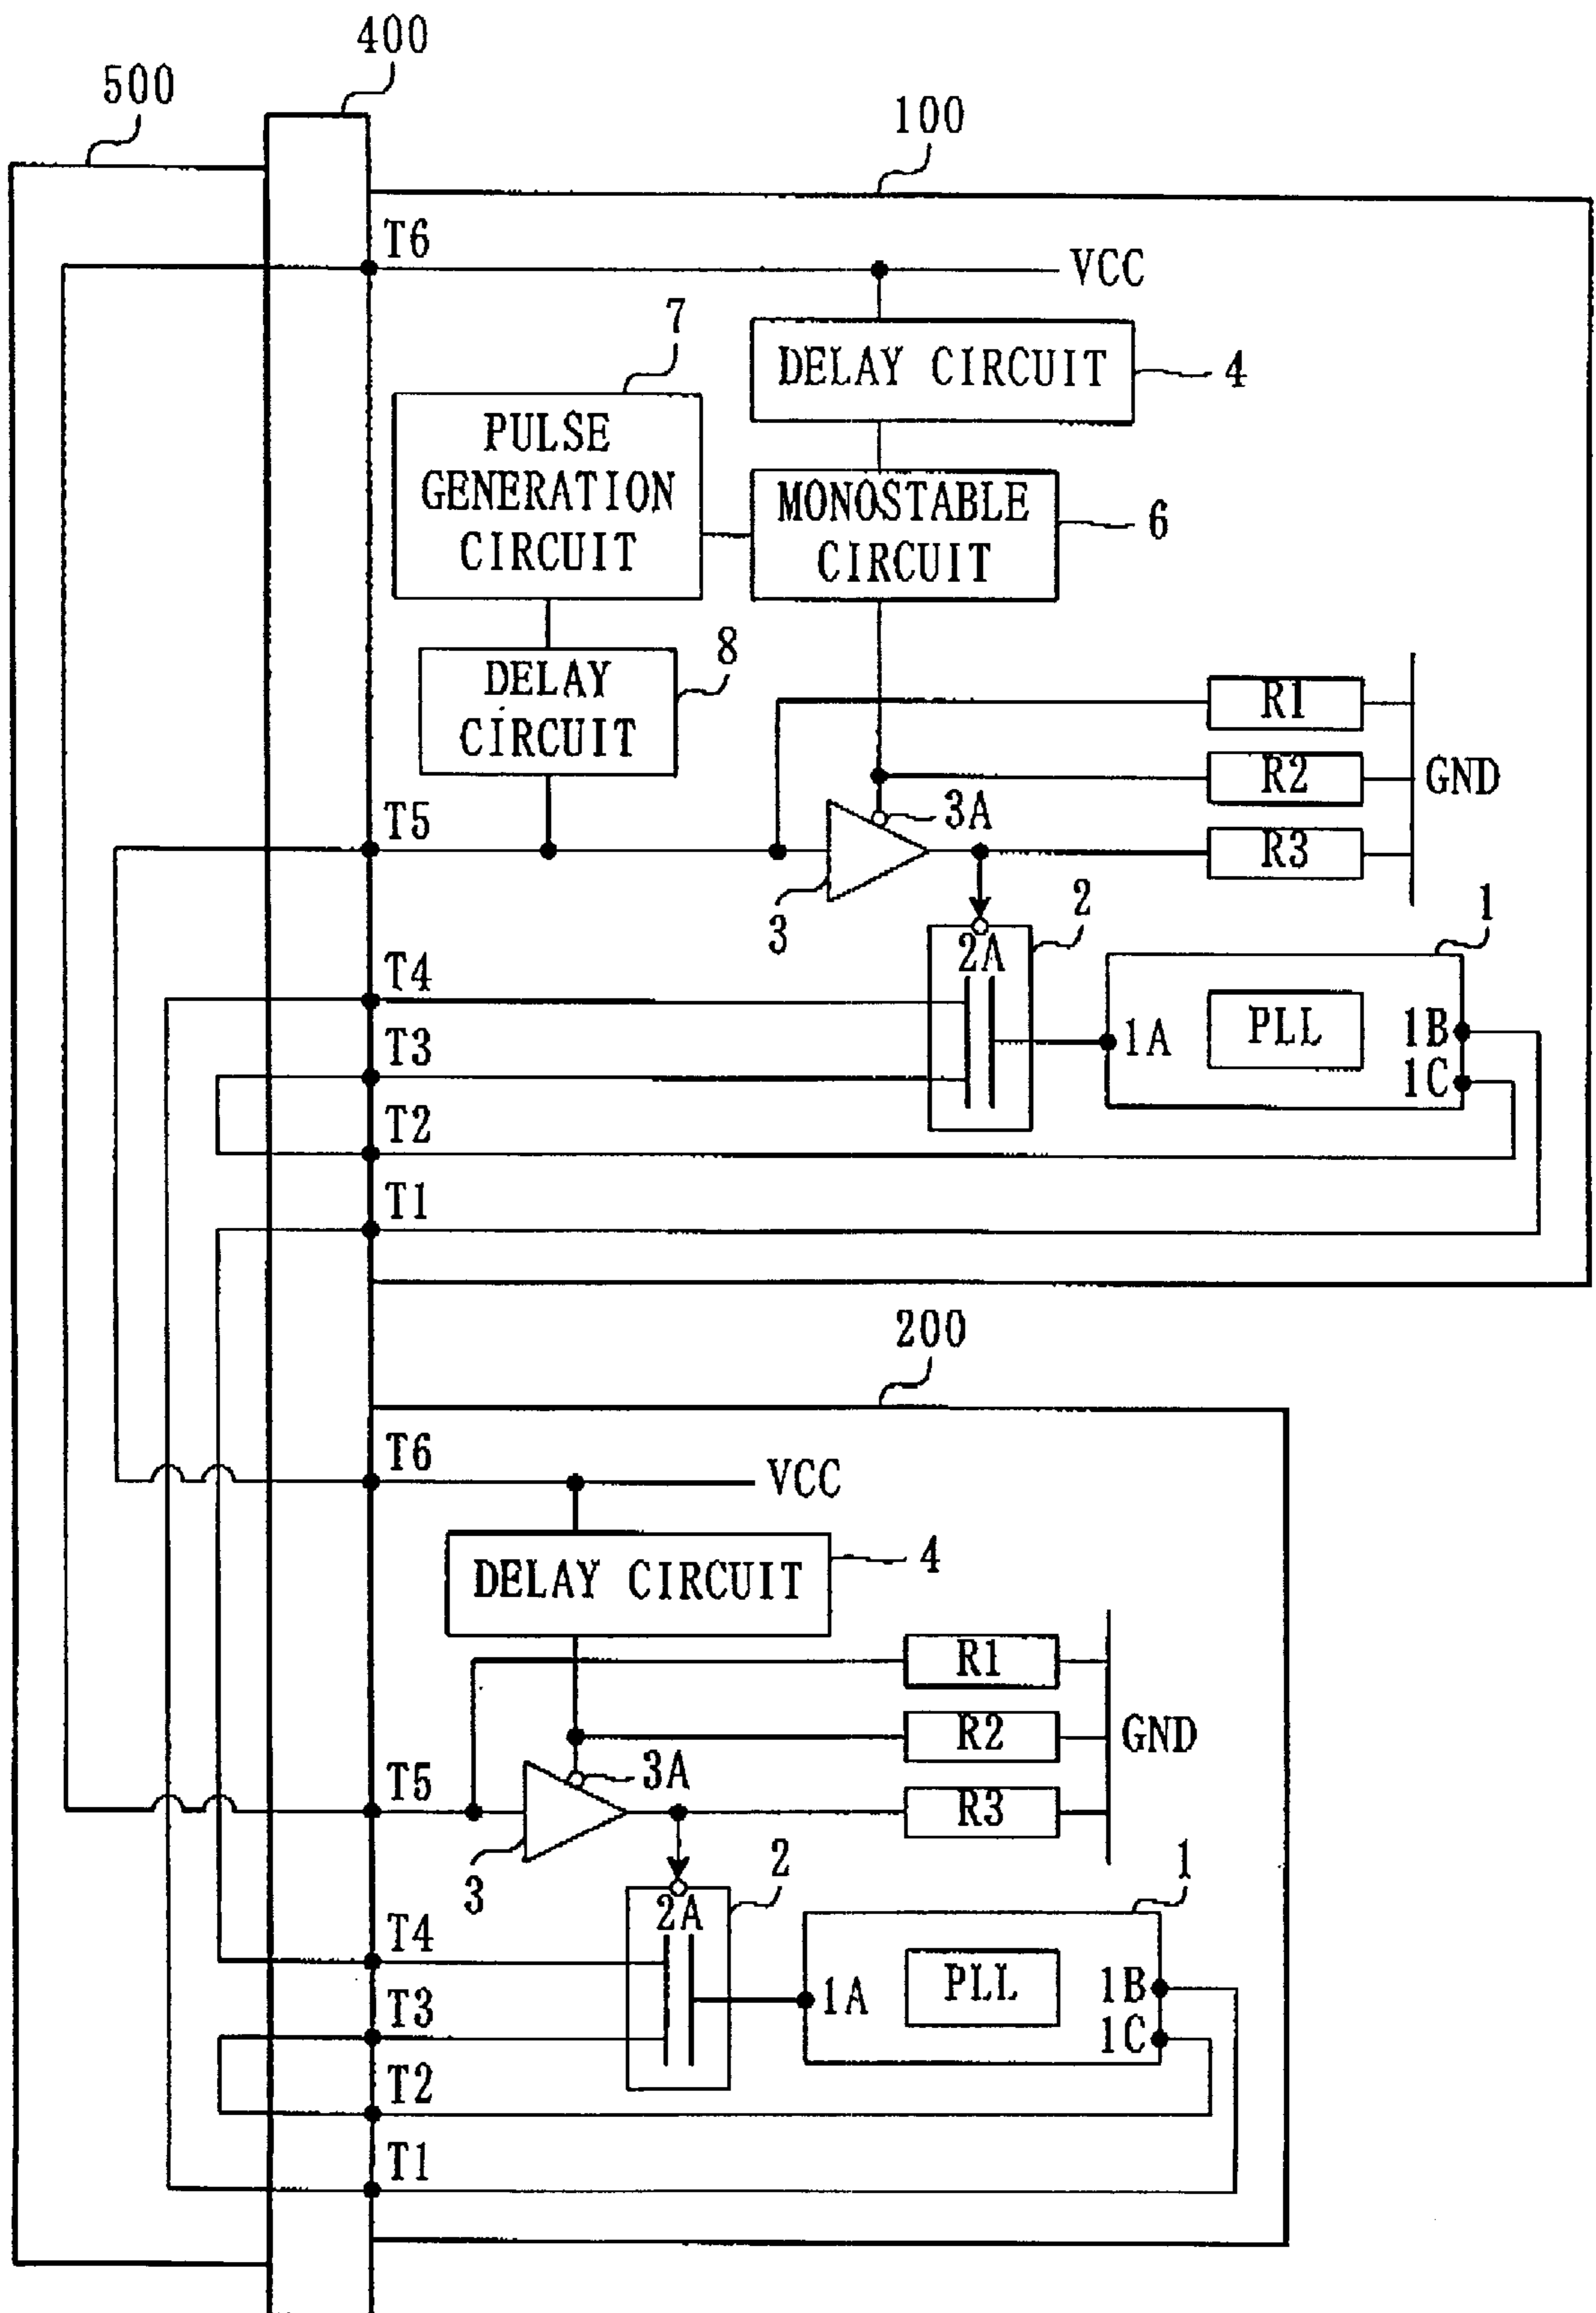 400
500
100
T6
VCC
7
DELAY CIRCUIT
4
PULSE
GENERATION
CIRCUIT
MONOSTABLE
CIRCUIT
6
8
DELAY
CIRCUIT
R1
R2
GND
T5
3A
R3
3
2
1
2A
T4
1A
PLL
1B
T3
1C
T2
T1
200
T6
VCC
DELAY CIRCUIT
4
R1
R2
GND
T5
3A
R3
3
2
1
2A
T4
1A
PLL
1B
T3
1C
T2
T1